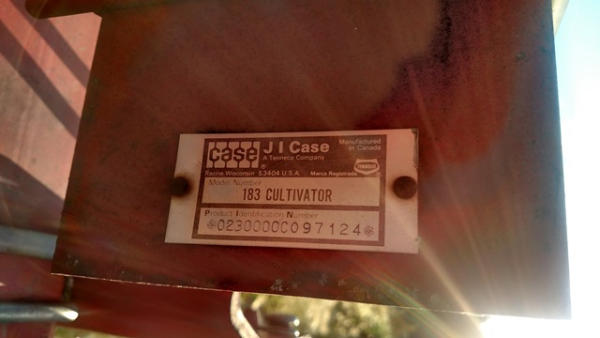 case
J I Case
A Tenneco Company
Manufactured
in Canada
Racine, Wisconsin 53404 U.S.A.
TENNECO
Marca Registrada
Model Number
183 CULTIVATOR
Product Identification Number
0230000C097124